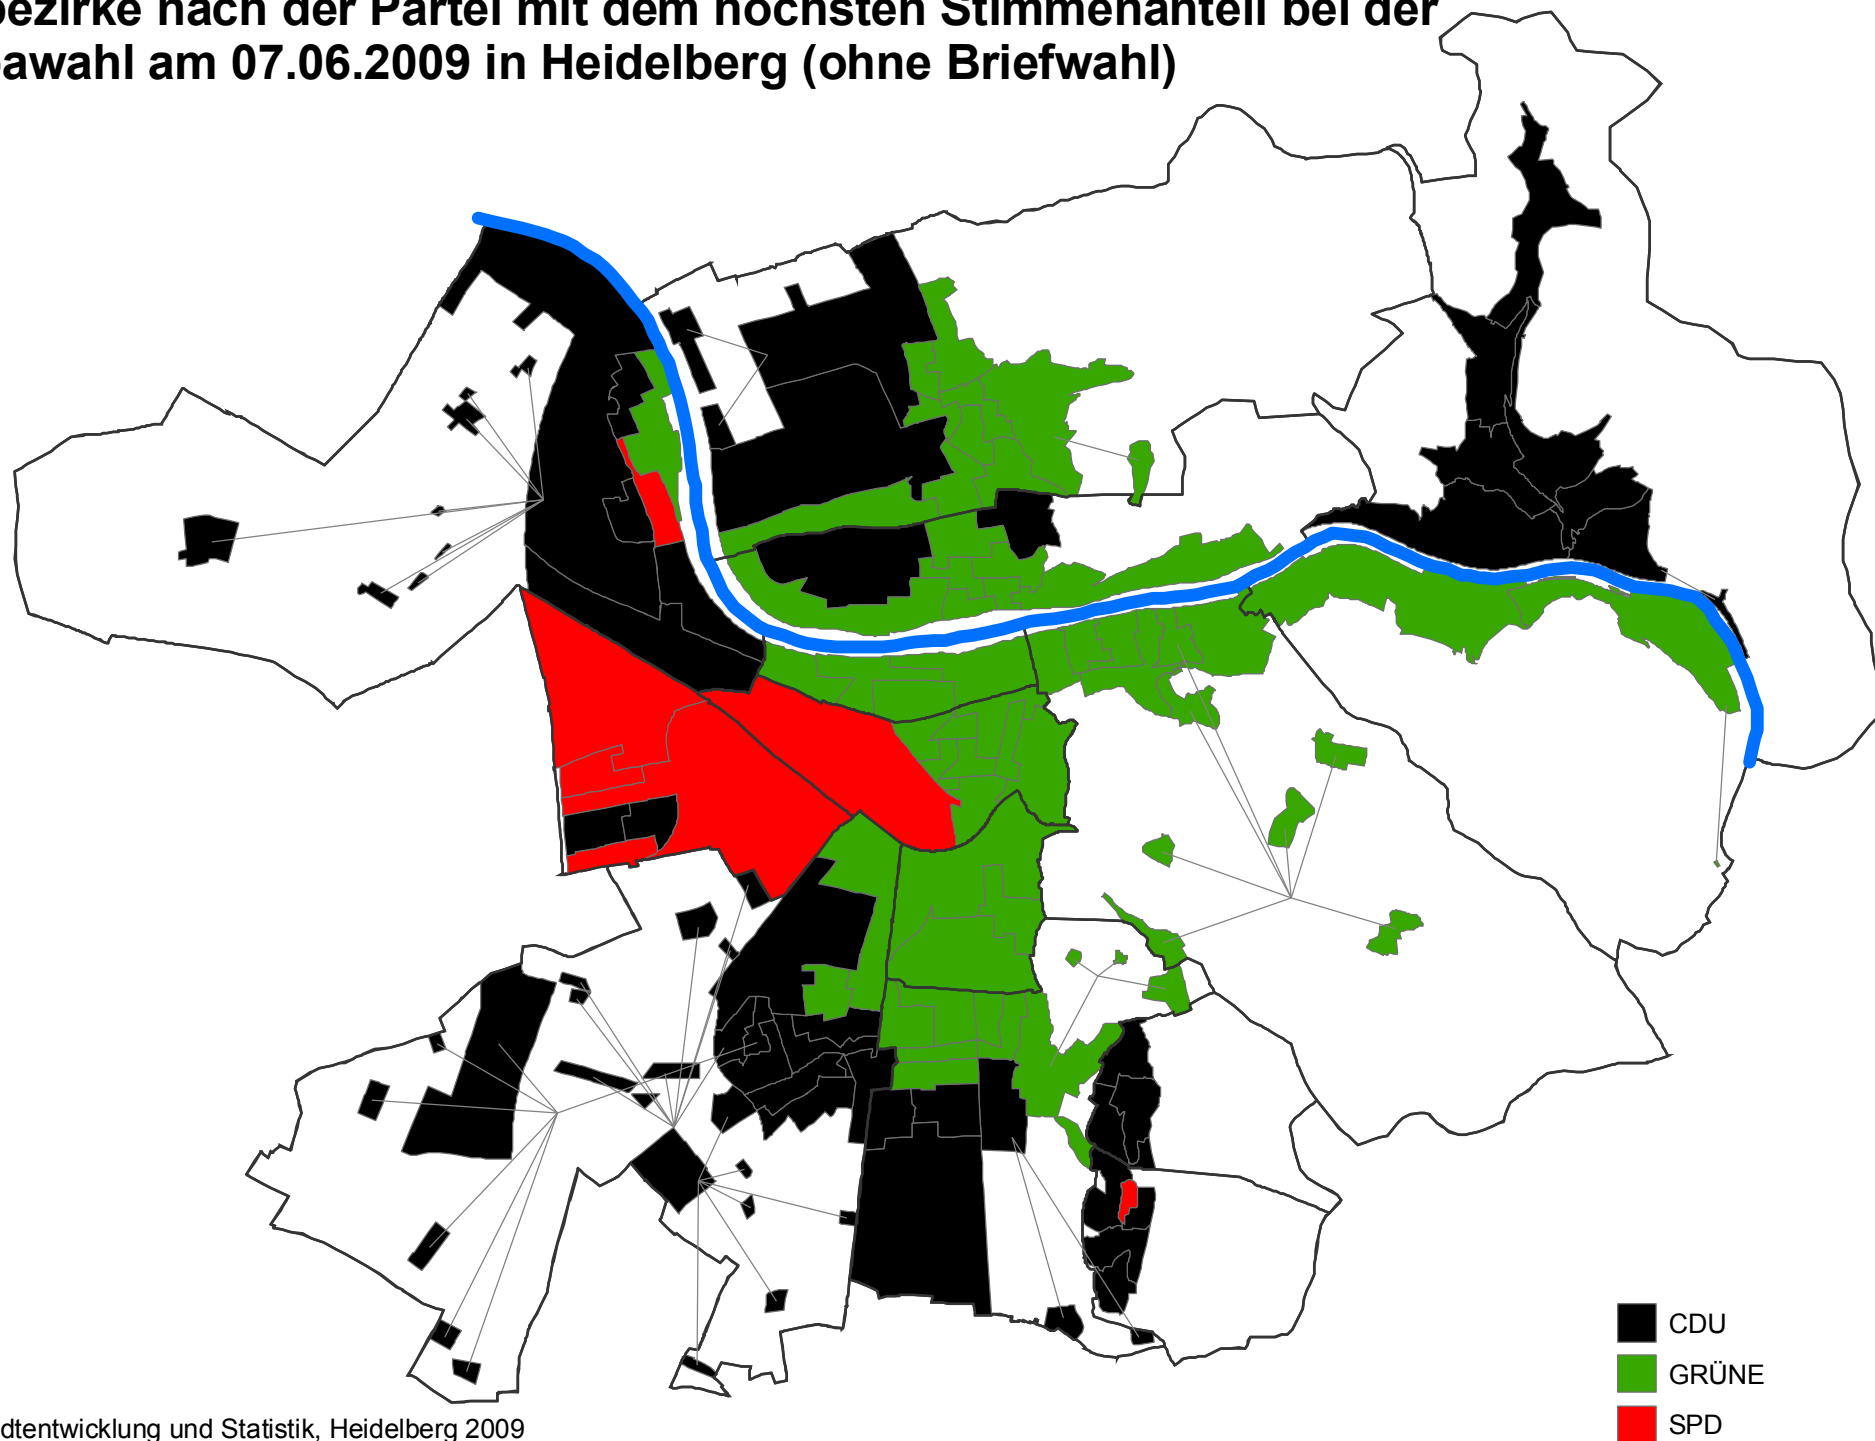 bezirke nach der Partei mit dem höchsten Stimmenanteil bei der
awahl am 07.06.2009 in Heidelberg (ohne Briefwahl)
CDU
GRÜNE
SPD
dtentwicklung und Statistik, Heidelberg 2009